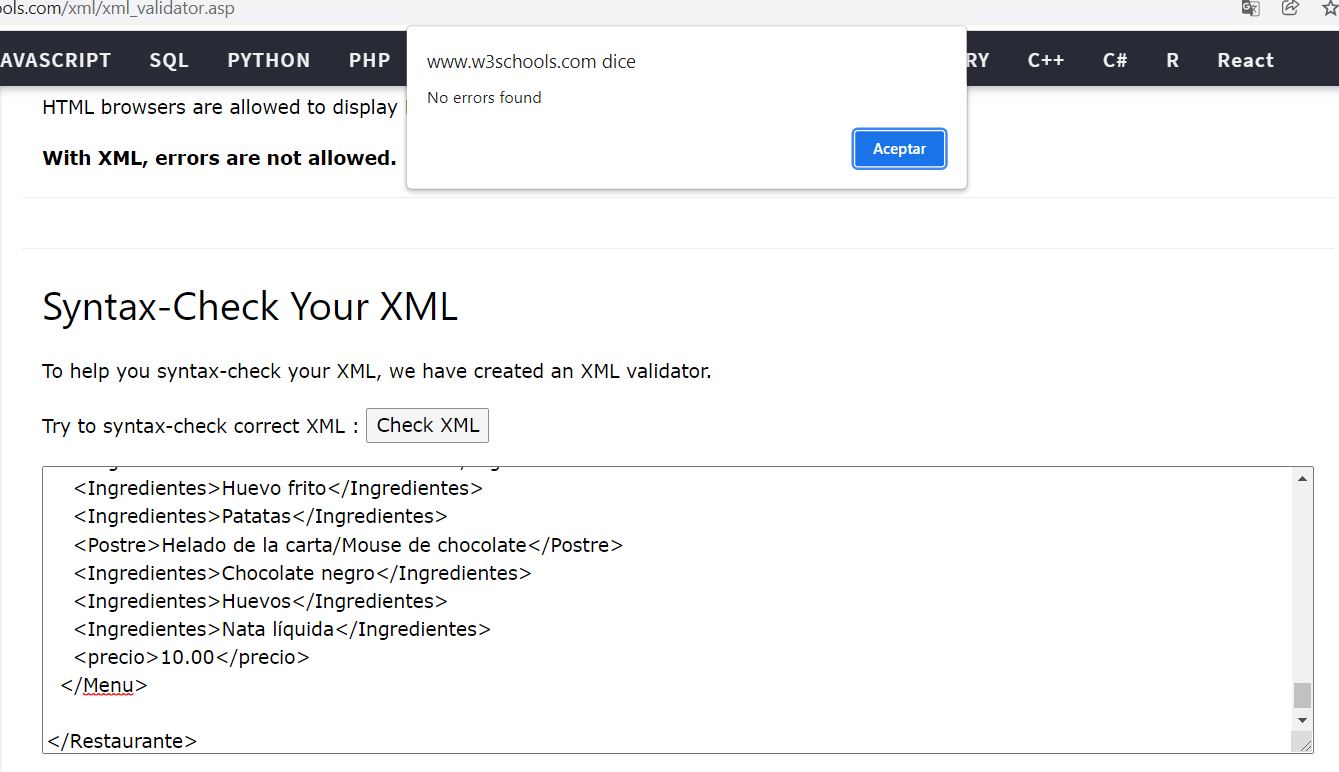 ools.com/xml/xml_validator.asp
AVASCRIPT SQL PYTHON PHP RY C++ C# R React
www.w3schools.com dice
No errors found
Aceptar
HTML browsers are allowed to display
With XML, errors are not allowed.
Syntax-Check Your XML
To help you syntax-check your XML, we have created an XML validator.
Try to syntax-check correct XML : Check XML
<Ingredientes>Huevo frito</Ingredientes>
<Ingredientes>Patatas</Ingredientes>
<Postre>Helado de la carta/Mouse de chocolate</Postre>
<Ingredientes>Chocolate negro</Ingredientes>
<Ingredientes>Huevos</Ingredientes>
<Ingredientes>Nata líquida</Ingredientes>
<precio>10.00</precio>
</Menu>
</Restaurante>